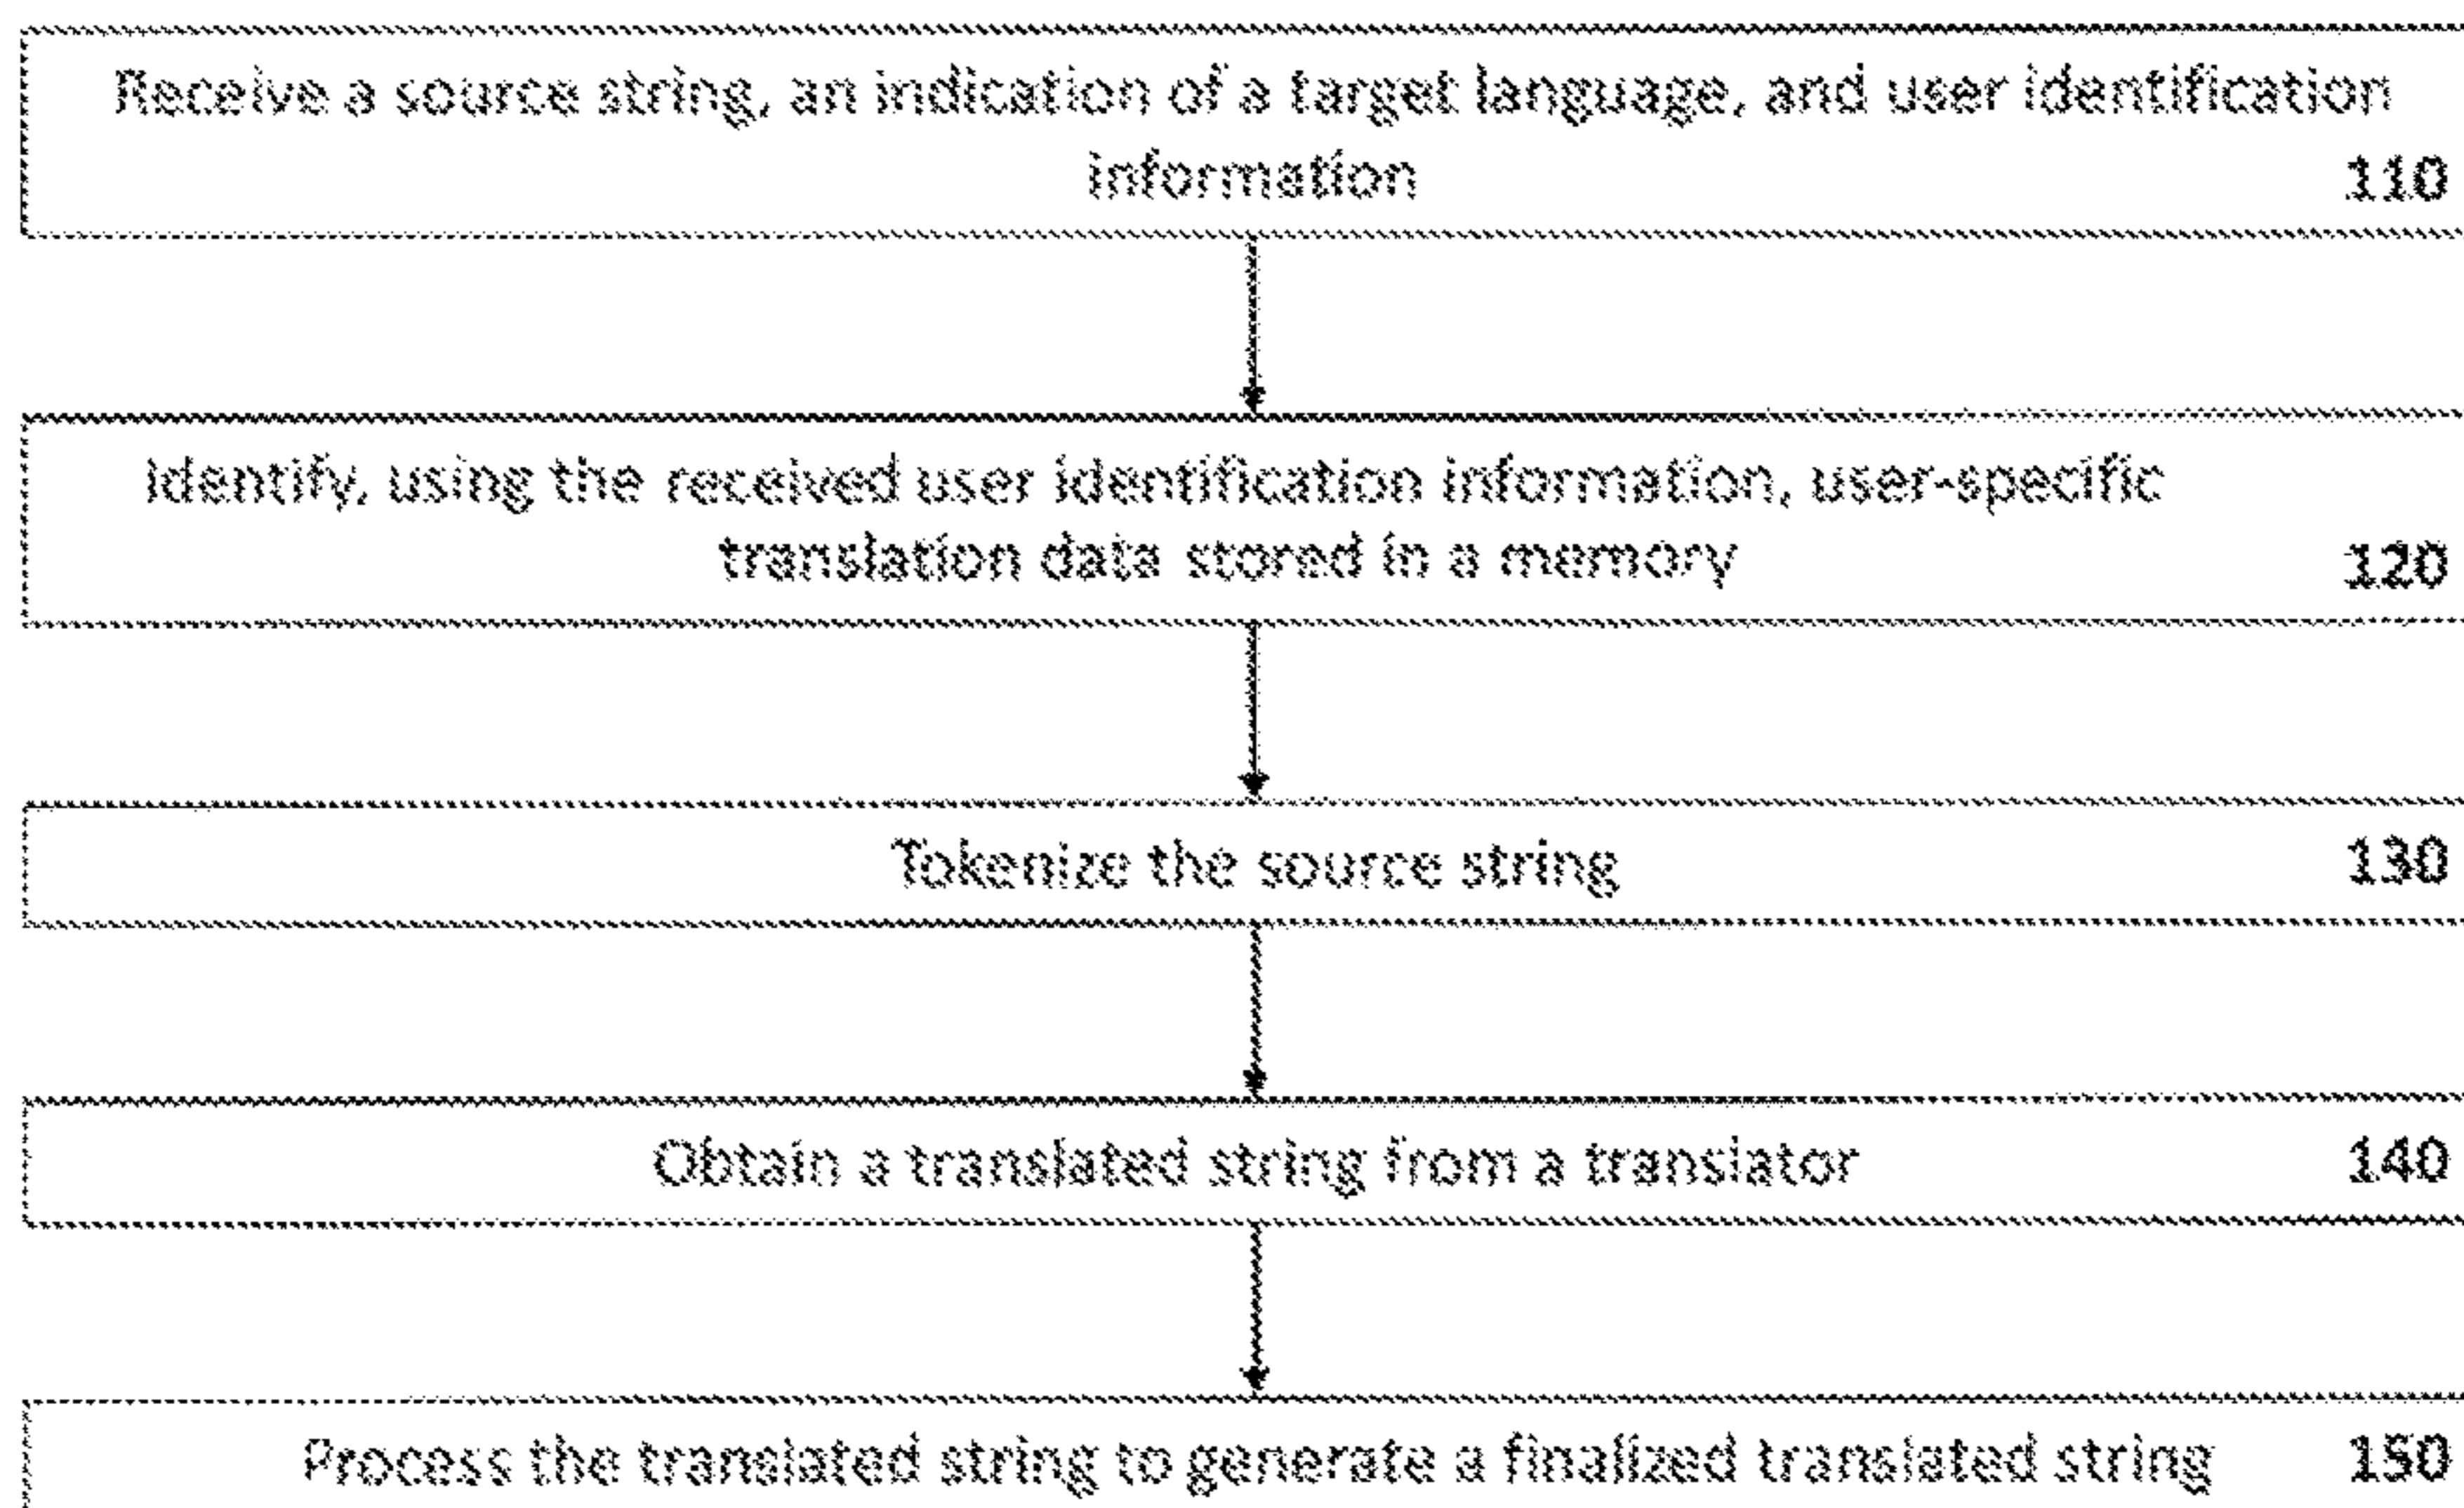 Receive a source string, an indication of a target language, and user identification
information 110
Identify, using the received user identification information, user-specific
translation data stored in a memory 120
Tokenize the source string 130
Obtain a translated string from a translator 140
Process the translated string to generate a finalized translated string 150